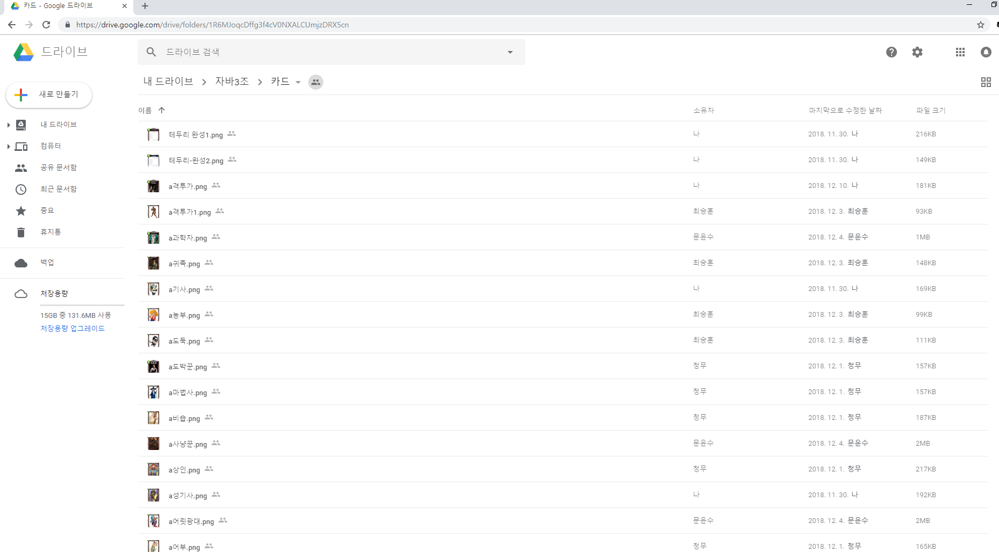 카드 - Google 드라이브
https://drive.google.com/drive/folders/1R6MJoqcDffg3f4cV0NXALCUmjzDRX5cn
드라이브
드라이브 검색
내 드라이브 > 자바3조 > 카드
새로 만들기
내 드라이브
컴퓨터
공유 문서함
최근 문서함
중요
휴지통
백업
저장용량
15GB 중 131.6MB 사용
저장용량 업그레이드
이름 소유자 마지막으로 수정한 날짜 파일 크기
테두리 완성1.png 나 2018. 11. 30. 나 216KB
테두리-완성2.png 나 2018. 11. 30. 나 149KB
a격투가.png 나 2018. 12. 10. 나 181KB
a격투가1.png 최승훈 2018. 12. 3. 최승훈 93KB
a과학자.png 문윤수 2018. 12. 4. 문윤수 1MB
a귀족.png 최승훈 2018. 12. 3. 최승훈 148KB
a기사.png 나 2018. 11. 30. 나 169KB
a농부.png 최승훈 2018. 12. 3. 최승훈 99KB
a도둑.png 최승훈 2018. 12. 3. 최승훈 111KB
a도박꾼.png 청무 2018. 12. 1. 청무 157KB
a마법사.png 청무 2018. 12. 1. 청무 157KB
a비숍.png 청무 2018. 12. 1. 청무 187KB
a사냥꾼.png 문윤수 2018. 12. 4. 문윤수 2MB
a상인.png 청무 2018. 12. 1. 청무 217KB
a성기사.png 나 2018. 11. 30. 나 192KB
a어릿광대.png 문윤수 2018. 12. 4. 문윤수 2MB
a어부.png 청무 2018. 12. 1. 청무 165KB